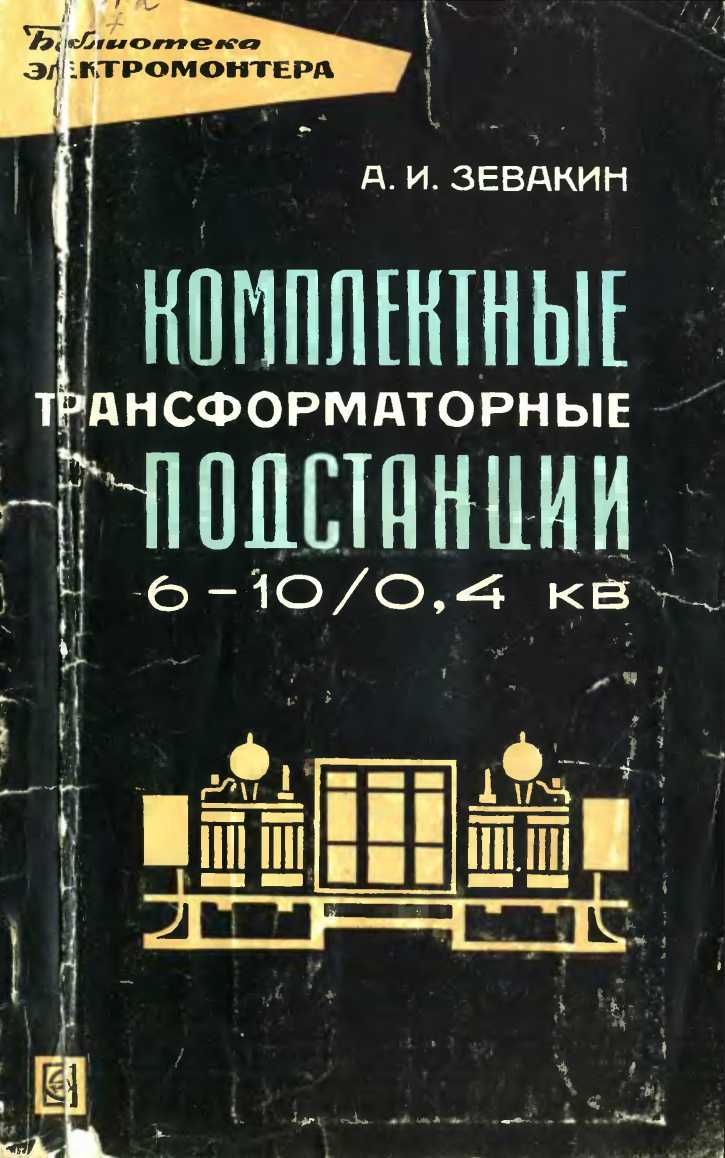 Библиотека
ЭЛЕКТРОМОНТЕРА
А. И. ЗЕВАКИН
КОМПЛЕКТНЫЕ
ТРАНСФОРМАТОРНЫЕ
ПОДСТАНЦИИ
6-10/0,4 кв